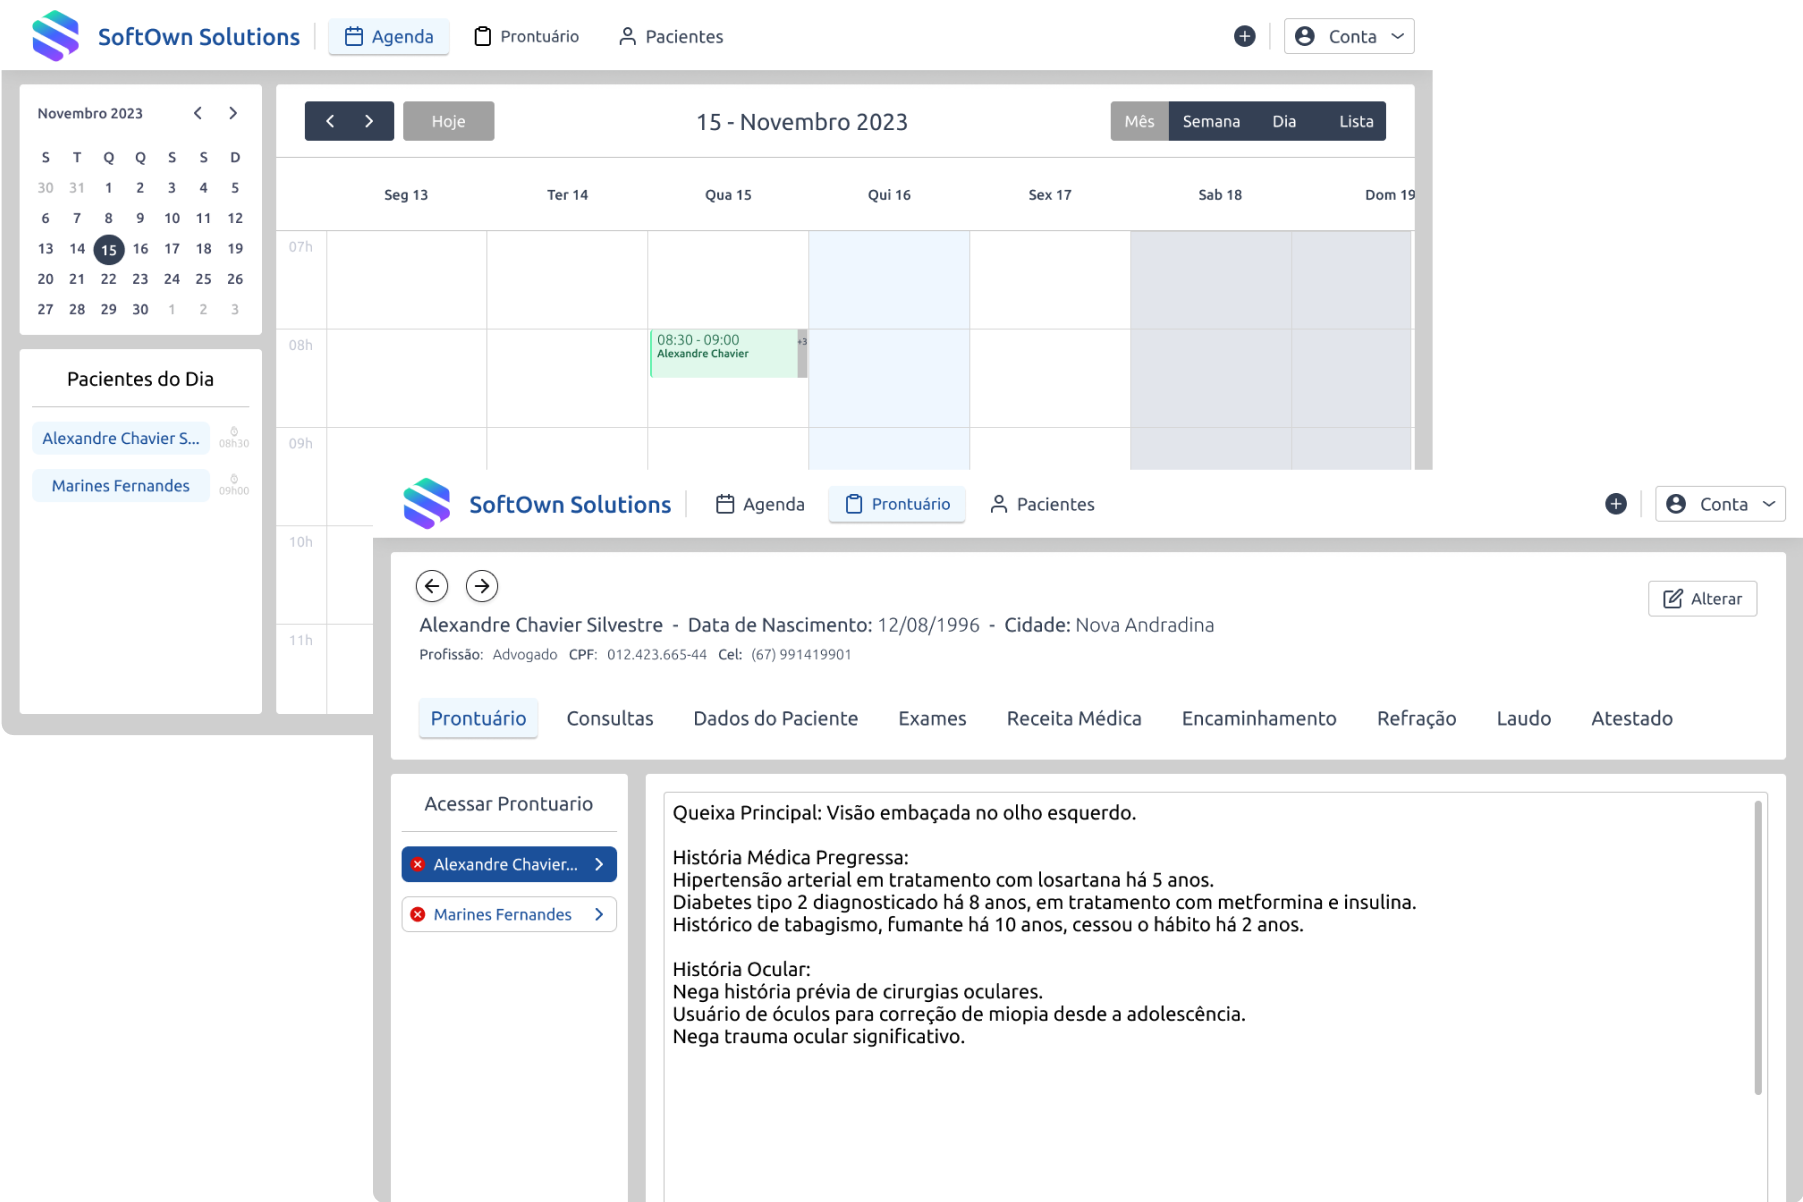 SoftOwn Solutions
Agenda
Prontuário
Pacientes
Conta
Novembro 2023
S T Q Q S S D
30 31 1 2 3 4 5
6 7 8 9 10 11 12
13 14 15 16 17 18 19
20 21 22 23 24 25 26
27 28 29 30 1 2 3
Pacientes do Dia
Alexandre Chavier S...
08h30
Marines Fernandes
09h00
Hoje
15 - Novembro 2023
Mês
Semana
Dia
Lista
Seg 13
Ter 14
Qua 15
Qui 16
Sex 17
Sab 18
Dom 19
07h
08h
08:30 - 09:00
Alexandre Chavier
+3
09h
10h
11h
SoftOwn Solutions
Agenda
Prontuário
Pacientes
Conta
Alterar
Alexandre Chavier Silvestre - Data de Nascimento: 12/08/1996 - Cidade: Nova Andradina
Profissão: Advogado CPF: 012.423.665-44 Cel: (67) 991419901
Prontuário
Consultas
Dados do Paciente
Exames
Receita Médica
Encaminhamento
Refração
Laudo
Atestado
Acessar Prontuario
Alexandre Chavier...
Marines Fernandes
Queixa Principal: Visão embaçada no olho esquerdo.
História Médica Pregressa:
Hipertensão arterial em tratamento com losartana há 5 anos.
Diabetes tipo 2 diagnosticado há 8 anos, em tratamento com metformina e insulina.
Histórico de tabagismo, fumante há 10 anos, cessou o hábito há 2 anos.
História Ocular:
Nega história prévia de cirurgias oculares.
Usuário de óculos para correção de miopia desde a adolescência.
Nega trauma ocular significativo.